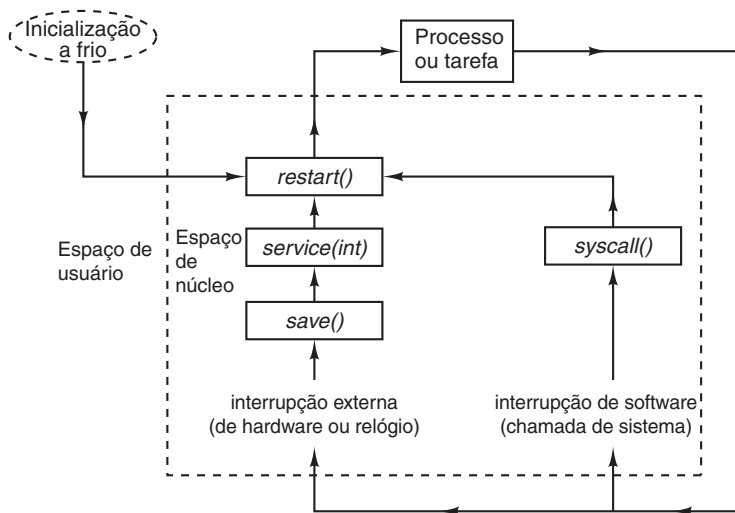 Inicialização
a frio
Processo
ou tarefa
restart()
Espaço de
usuário
Espaço
de
núcleo
service(int)
syscall()
save()
interrupção externa
(de hardware ou relógio)
interrupção de software
(chamada de sistema)